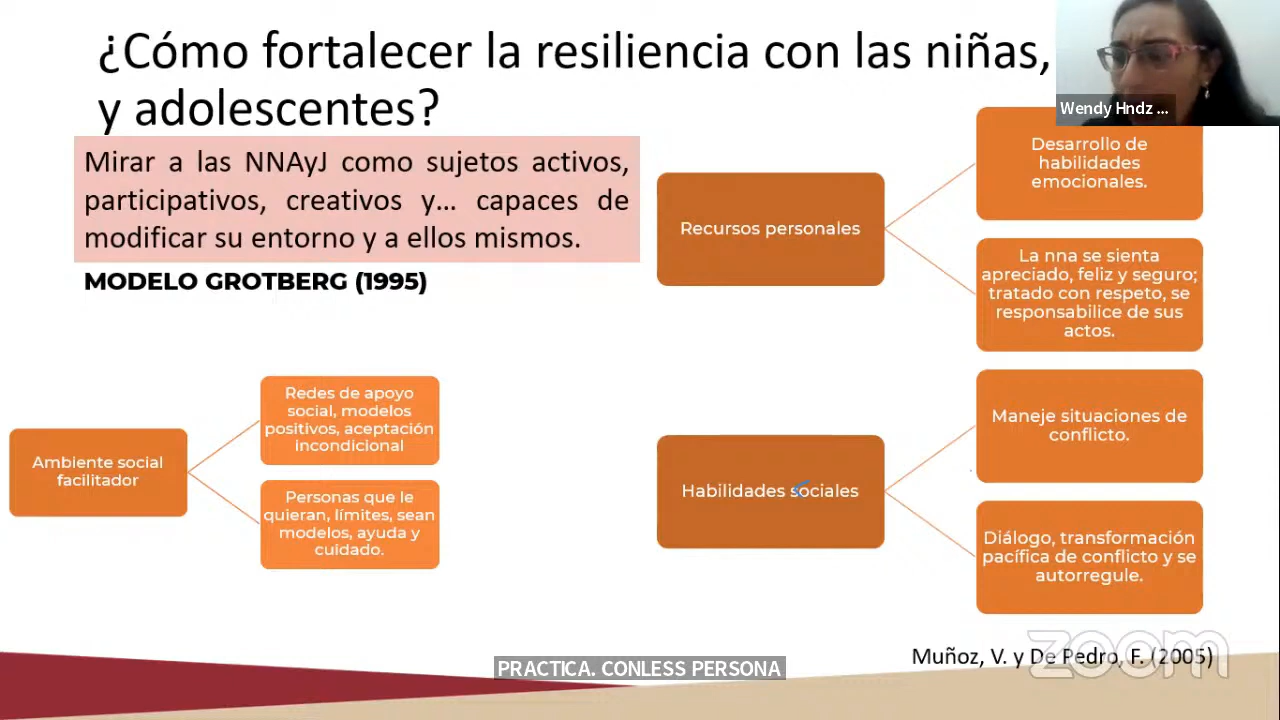 ¿Cómo fortalecer la resiliencia con las niñas,
y adolescentes?
Wendy Hndz ...
Mirar a las NNAyJ como sujetos activos,
participativos, creativos y... capaces de
modificar su entorno y a ellos mismos.
MODELO GROTBERG (1995)
Ambiente social
facilitador
Redes de apoyo
social, modelos
positivos, aceptación
incondicional
Personas que le
quieran, límites, sean
modelos, ayuda y
cuidado.
Recursos personales
Desarrollo de
habilidades
emocionales.
La nna se sienta
apreciado, feliz y seguro;
tratado con respeto, se
responsabilice de sus
actos.
Habilidades sociales
Maneje situaciones de
conflicto.
Diálogo, transformación
pacífica de conflicto y se
autorregule.
Muñoz, V. y De Pedro, F. (2005)
zoom
PRACTICA. CONLESS PERSONA